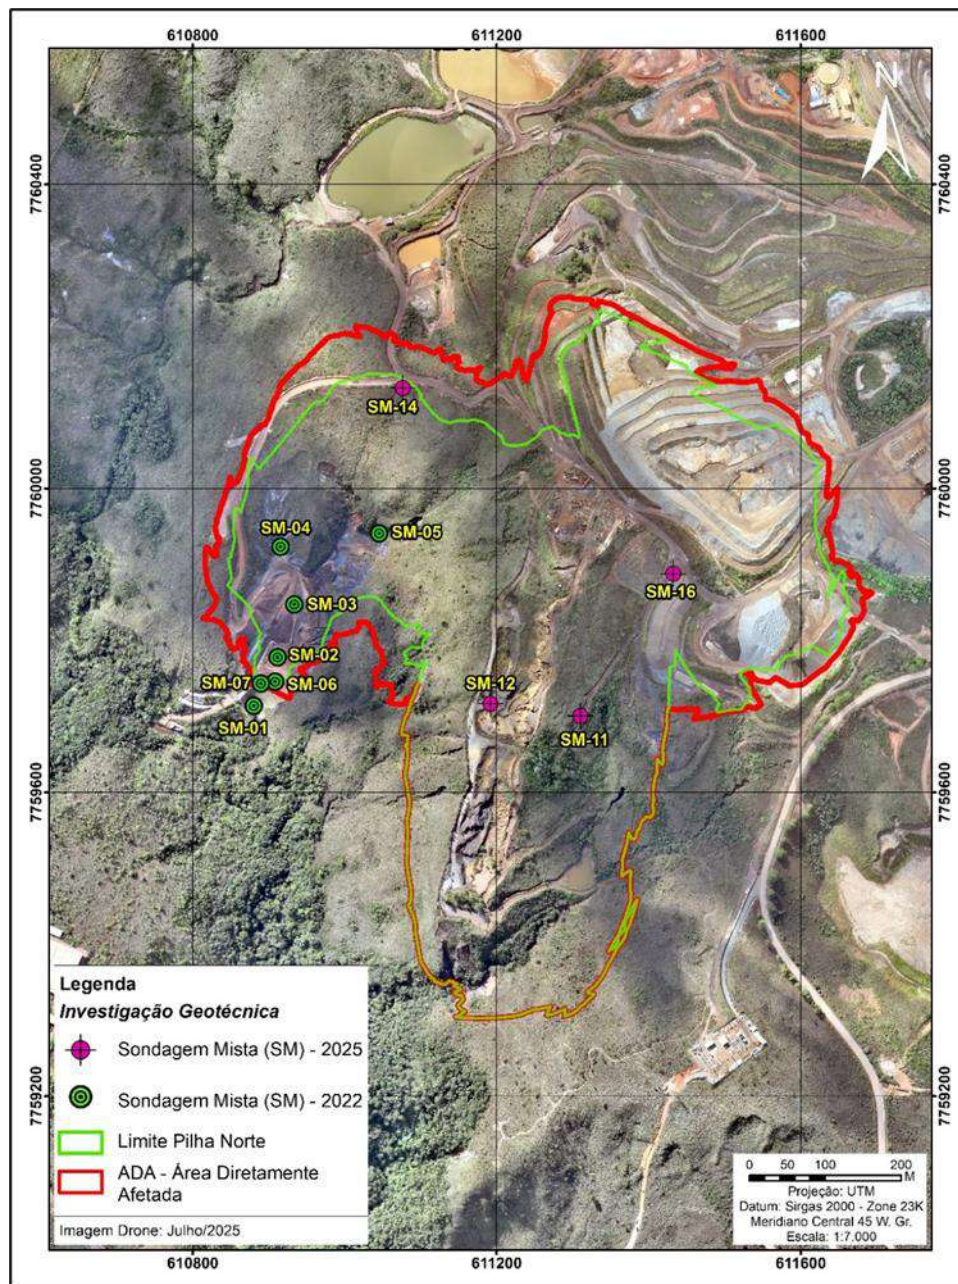 610800 611200 611600
N
7760400 7760400
SM-14
7760000 7760000
SM-04 SM-05
SM-16
SM-03
SM-02
SM-07 SM-06
SM-12
SM-01
SM-11
7759600 7759600
Legenda
Investigação Geotécnica
Sondagem Mista (SM) - 2025
Sondagem Mista (SM) - 2022
Limite Pilha Norte
ADA - Área Diretamente
Afetada
Imagem Drone: Julho/2025
7759200 7759200
0 50 100 200
M
Projeção: UTM
Datum: Sirgas 2000 - Zone 23K
Meridiano Central 45 W. Gr.
Escala: 1:7.000
610800 611200 611600